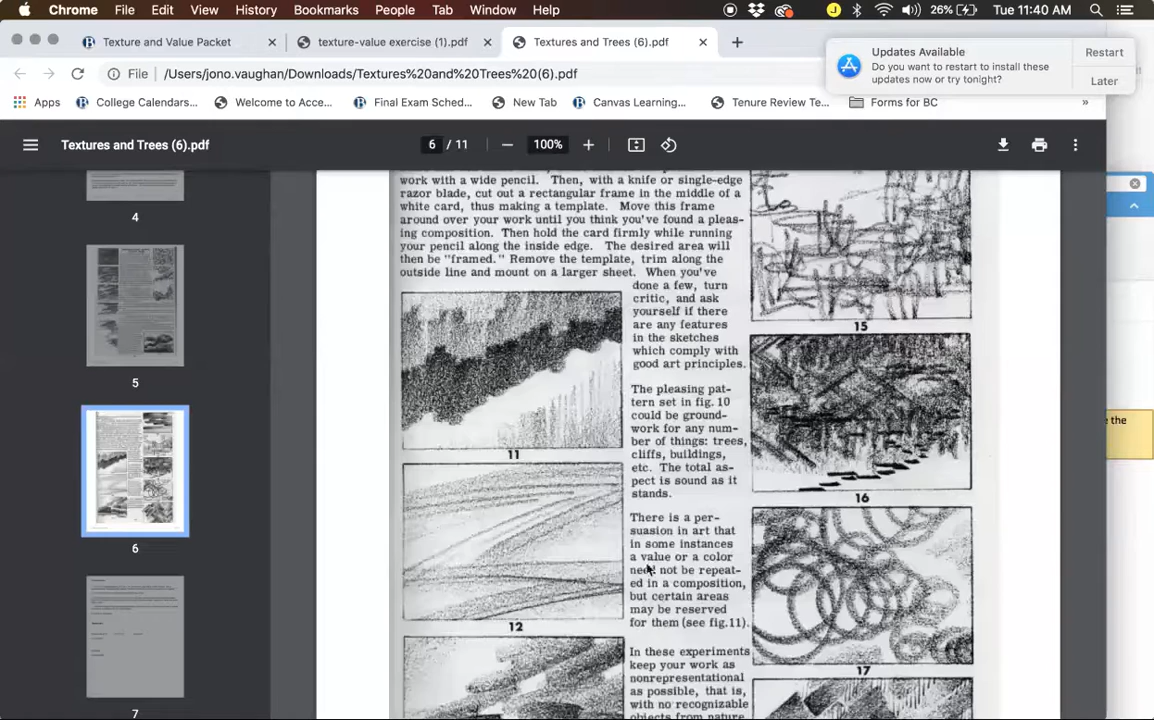 Chrome File Edit View History Bookmarks People Tab Window Help 26% Tue 11:40 AM
Texture and Value Packet texture-value exercise (1).pdf Textures and Trees (6).pdf
Updates Available
Do you want to restart to install these
updates now or try tonight?
Restart
Later
File /Users/jono.vaughan/Downloads/Textures%20and%20Trees%20(6).pdf
Apps College Calendars... Welcome to Acce... Final Exam Sched... New Tab Canvas Learning... Tenure Review Te... Forms for BC »
Textures and Trees (6).pdf 6 / 11 100%
4
5
6
7
work with a wide pencil. Then, with a knife or single-edge
razor blade, cut out a rectangular frame in the middle of a
white card, thus making a template. Move this frame
around over your work until you think you've found a pleas-
ing composition. Then hold the card firmly while running
your pencil along the inside edge. The desired area will
then be "framed." Remove the template, trim along the
outside line and mount on a larger sheet. When you've
done a few, turn
critic, and ask
yourself if there
are any features
in the sketches
which comply with
good art principles.
The pleasing pat-
tern set in fig. 10
could be ground-
work for any num-
ber of things: trees,
cliffs, buildings,
etc. The total as-
pect is sound as it
stands.
There is a per-
suasion in art that
in some instances
a value or a color
need not be repeat-
ed in a composition,
but certain areas
may be reserved
for them (see fig.11).
In these experiments
keep your work as
nonrepresentational
as possible, that is,
with no recognizable
objects from nature
11
12
15
16
17
the